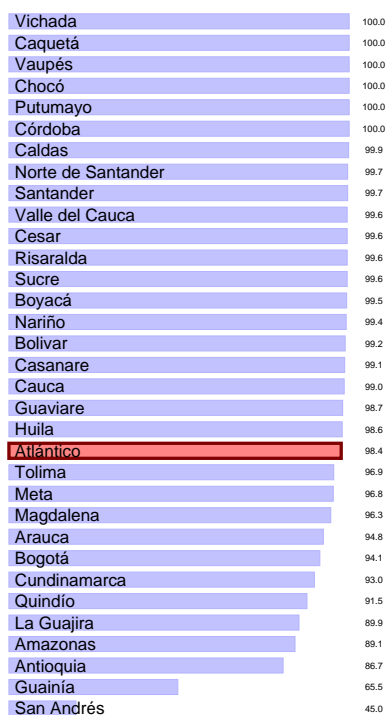 Vichada 100.0
Caquetá 100.0
Vaupés 100.0
Chocó 100.0
Putumayo 100.0
Córdoba 100.0
Caldas 99.9
Norte de Santander 99.7
Santander 99.7
Valle del Cauca 99.6
Cesar 99.6
Risaralda 99.6
Sucre 99.6
Boyacá 99.5
Nariño 99.4
Bolivar 99.2
Casanare 99.1
Cauca 99.0
Guaviare 98.7
Huila 98.6
Atlántico 98.4
Tolima 96.9
Meta 96.8
Magdalena 96.3
Arauca 94.8
Bogotá 94.1
Cundinamarca 93.0
Quindío 91.5
La Guajira 89.9
Amazonas 89.1
Antioquia 86.7
Guainía 65.5
San Andrés 45.0